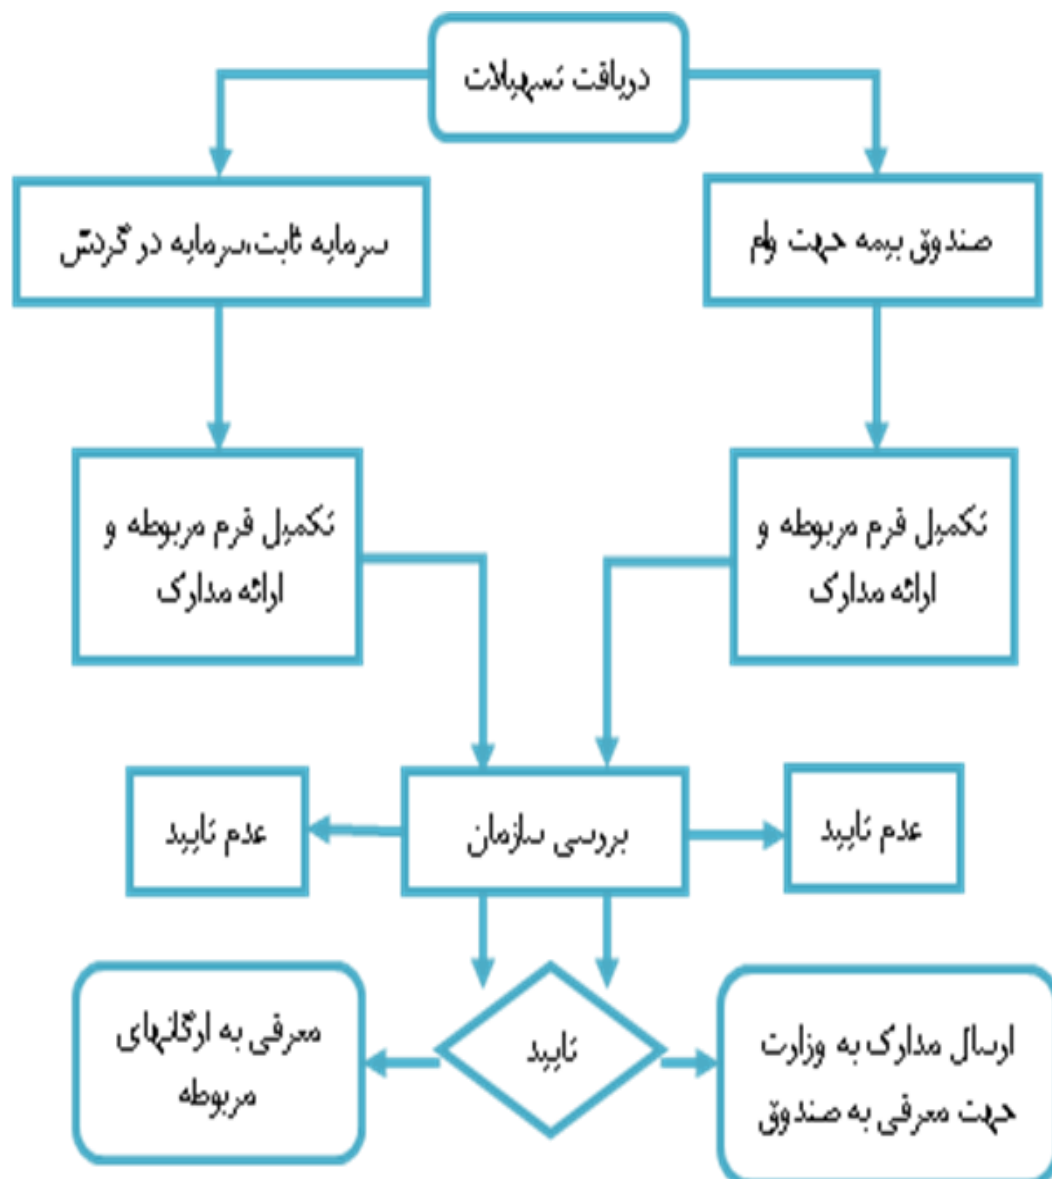 دریافت تسهیلات
صندوق بیمه جهت وام
سرمایه ثابت،سرمایه در گردش
تکمیل فرم مربوطه و
ارائه مدارک
تکمیل فرم مربوطه و
ارائه مدارک
عدم تایید
بررسی سازمان
عدم تایید
ارسال مدارک به وزارت
جهت معرفی به صندوق
تایید
معرفی به ارگانهای
مربوطه